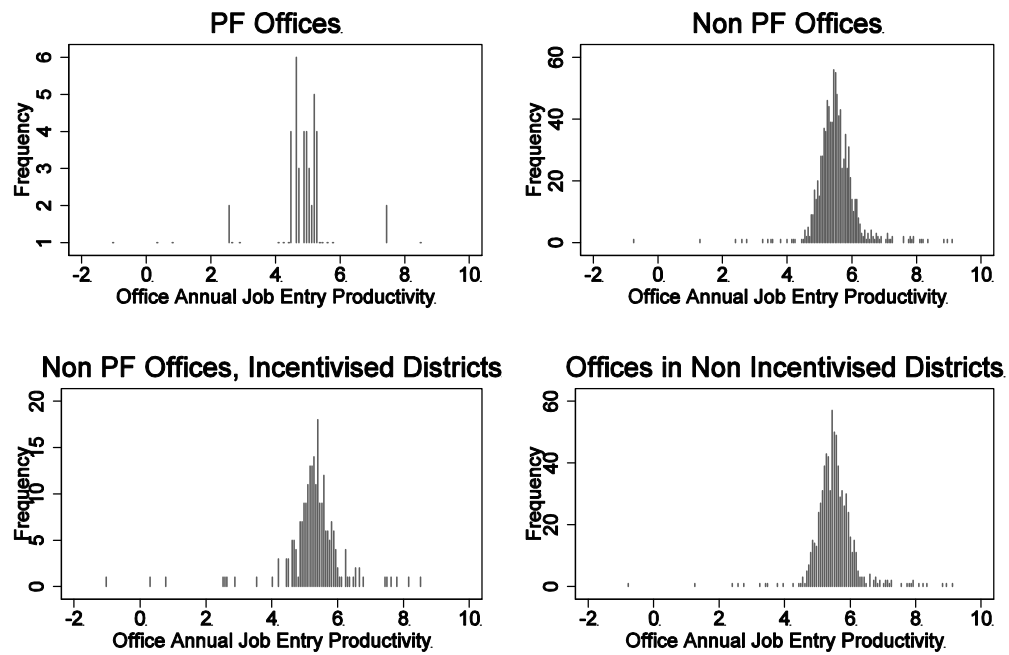 PF Offices.
Non PF Offices.
Frequency
1 2 3 4 5 6
-2. 0. 2. 4. 6. 8. 10.
Office Annual Job Entry Productivity.
Frequency
0 20 40 60
-2. 0. 2. 4. 6. 8. 10.
Office Annual Job Entry Productivity.
Non PF Offices, Incentivised Districts
Offices in Non Incentivised Districts.
Frequency
0 5 10 15 20
-2. 0. 2. 4. 6. 8. 10.
Office Annual Job Entry Productivity.
Frequency
0 20 40 60
-2. 0. 2. 4. 6. 8. 10.
Office Annual Job Entry Productivity.